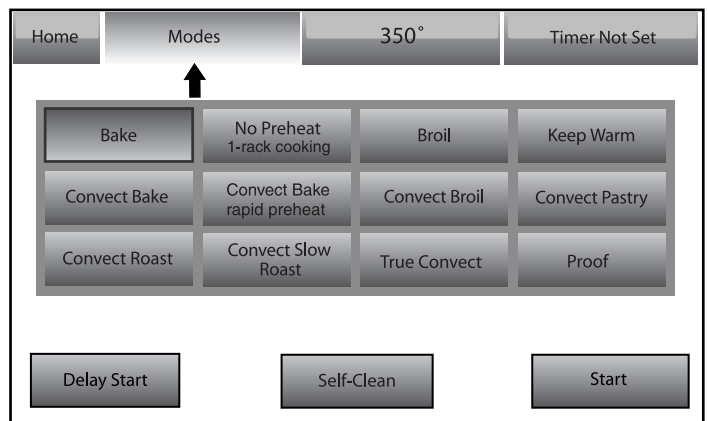 Home Modes 350° Timer Not Set
Bake
No Preheat
1-rack cooking
Broil
Keep Warm
Convect Bake
Convect Bake
rapid preheat
Convect Broil
Convect Pastry
Convect Roast
Convect Slow
Roast
True Convect
Proof
Delay Start
Self-Clean
Start